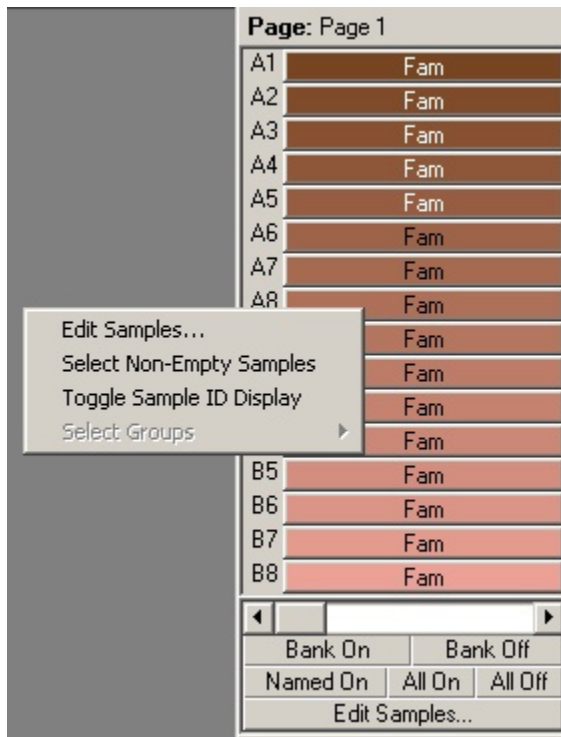 Page: Page 1
A1 Fam
A2 Fam
A3 Fam
A4 Fam
A5 Fam
A6 Fam
A7 Fam
A8 Fam
Edit Samples...
Fam
Select Non-Empty Samples
Fam
Toggle Sample ID Display
Fam
Select Groups
Fam
B5 Fam
B6 Fam
B7 Fam
B8 Fam
Bank On Bank Off
Named On All On All Off
Edit Samples...